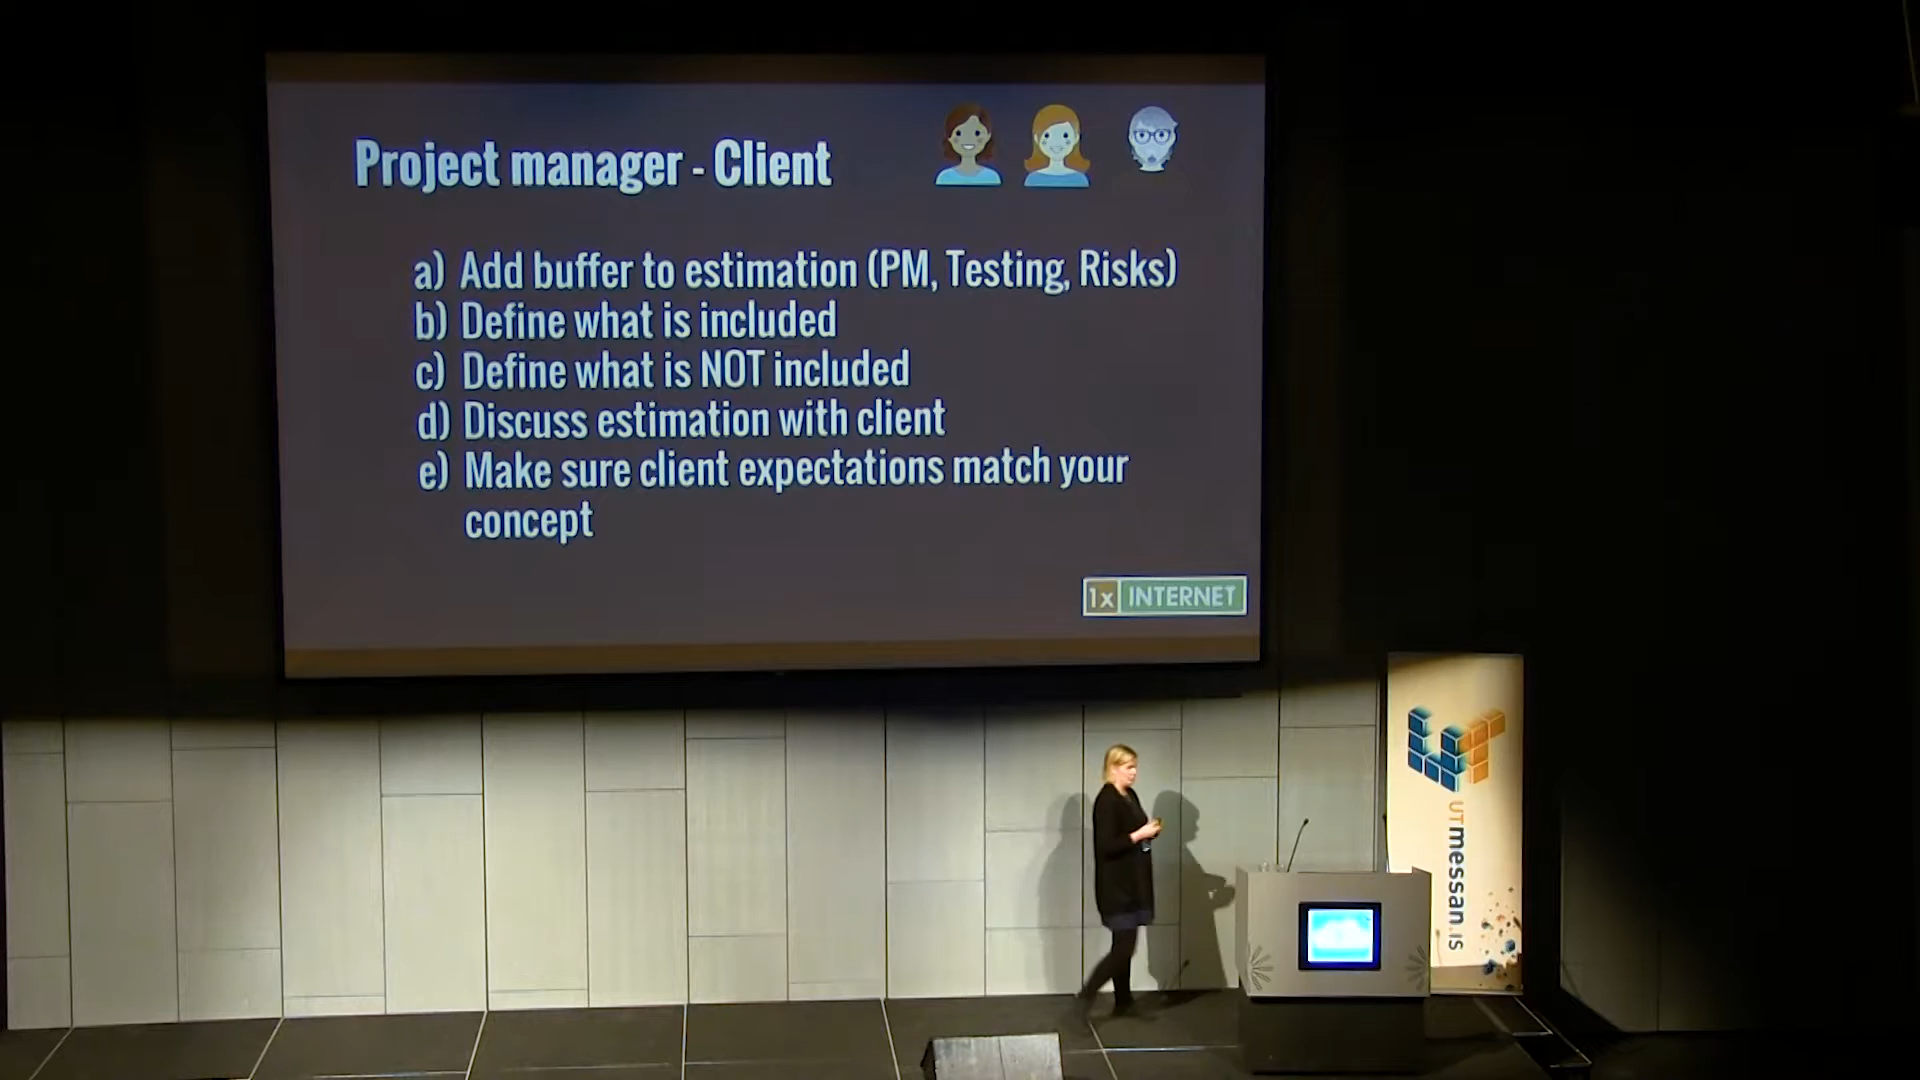 Project manager - Client
a) Add buffer to estimation (PM, Testing, Risks)
b) Define what is included
c) Define what is NOT included
d) Discuss estimation with client
e) Make sure client expectations match your
concept
1x INTERNET
UT
UTmessan.is